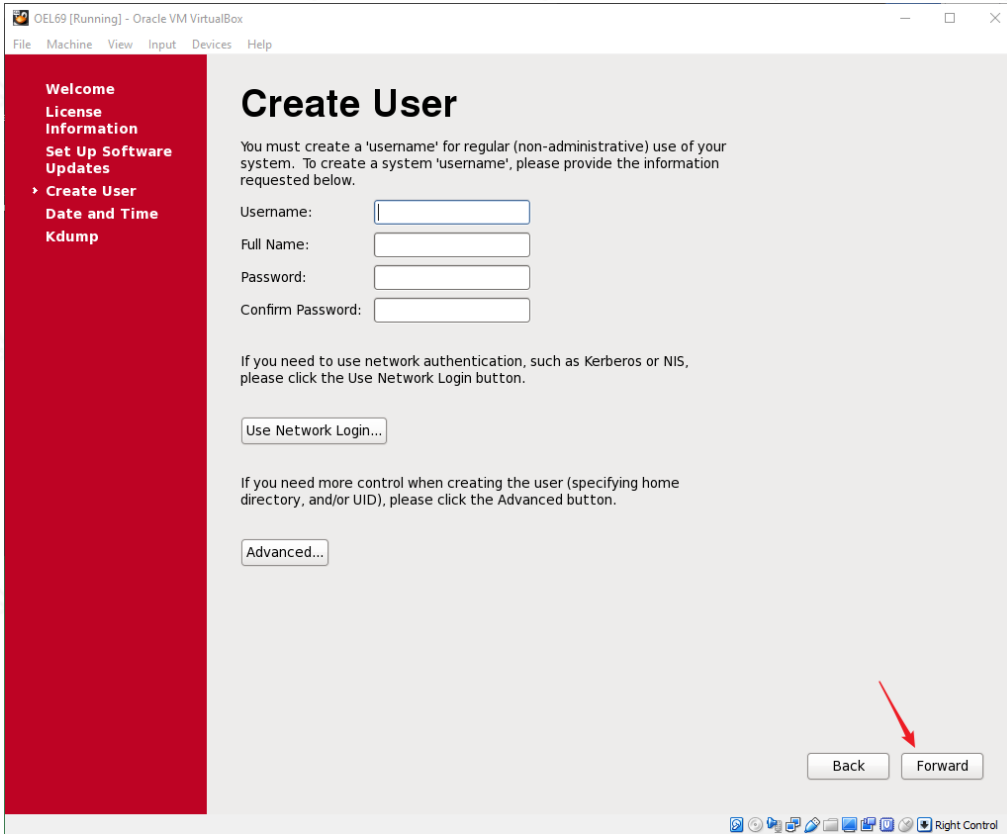 OEL69 [Running] - Oracle VM VirtualBox
File Machine View Input Devices Help
Welcome
License
Information
Set Up Software
Updates
Create User
Date and Time
Kdump
Create User
You must create a 'username' for regular (non-administrative) use of your
system. To create a system 'username', please provide the information
requested below.
Username:
Full Name:
Password:
Confirm Password:
If you need to use network authentication, such as Kerberos or NIS,
please click the Use Network Login button.
Use Network Login...
If you need more control when creating the user (specifying home
directory, and/or UID), please click the Advanced button.
Advanced...
Back Forward
Right Control